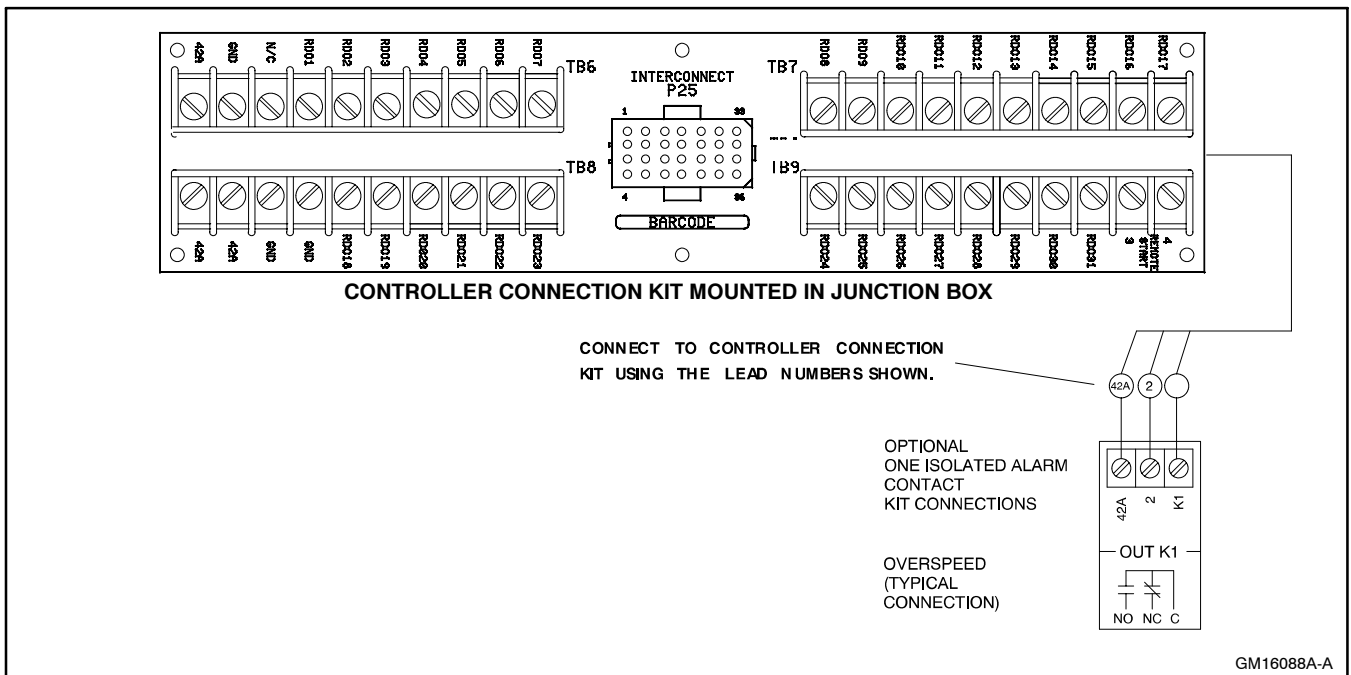 42A GND N/C RDO1 RDO2 RDO3 RDO4 RDO5 RDO6 RDO7
TB6
INTERCONNECT
P25
1 33
TB7
RDO8 RDO9 RDO10 RDO11 RDO12 RDO13 RDO14 RDO15 RDO16 RDO17
TB8
4 36
BARCODE
TB9
42A 42A GND GND RDO18 RDO19 RDO20 RDO21 RDO22 RDO23
RDO24 RDO25 RDO26 RDO27 RDO28 RDO29 RDO30 RDO31 3 REMOTE START 4
CONTROLLER CONNECTION KIT MOUNTED IN JUNCTION BOX
CONNECT TO CONTROLLER CONNECTION
KIT USING THE LEAD NUMBERS SHOWN.
42A 2
OPTIONAL
ONE ISOLATED ALARM
CONTACT
KIT CONNECTIONS
42A 2 K1
OUT K1
OVERSPEED
(TYPICAL
CONNECTION)
NO NC C
GM16088A-A